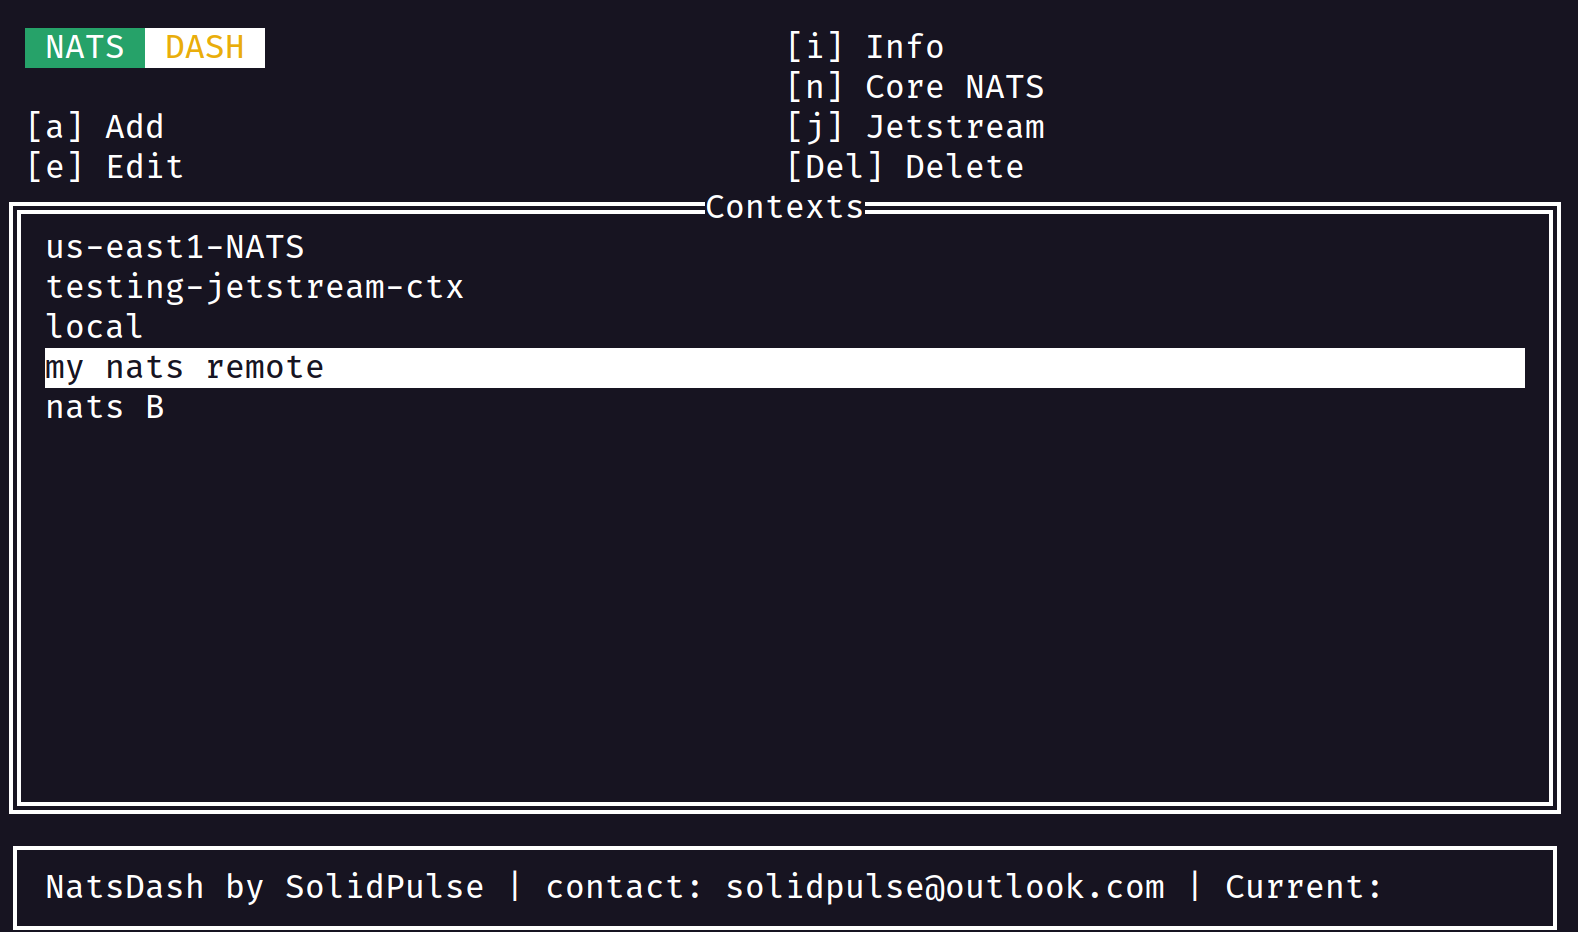 NATS DASH
[a] Add
[e] Edit
[i] Info
[n] Core NATS
[j] Jetstream
[Del] Delete
Contexts
us-east1-NATS
testing-jetstream-ctx
local
my nats remote
nats B
NatsDash by SolidPulse | contact: solidpulse@outlook.com | Current: